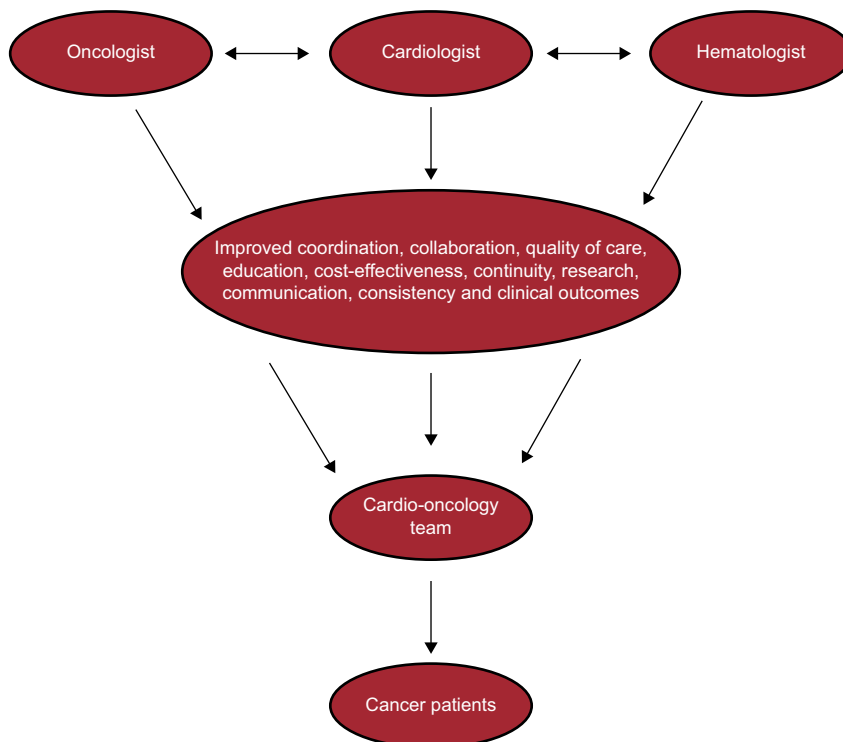 Oncologist
Cardiologist
Hematologist
Improved coordination, collaboration, quality of care,
education, cost-effectiveness, continuity, research,
communication, consistency and clinical outcomes
Cardio-oncology
team
Cancer patients